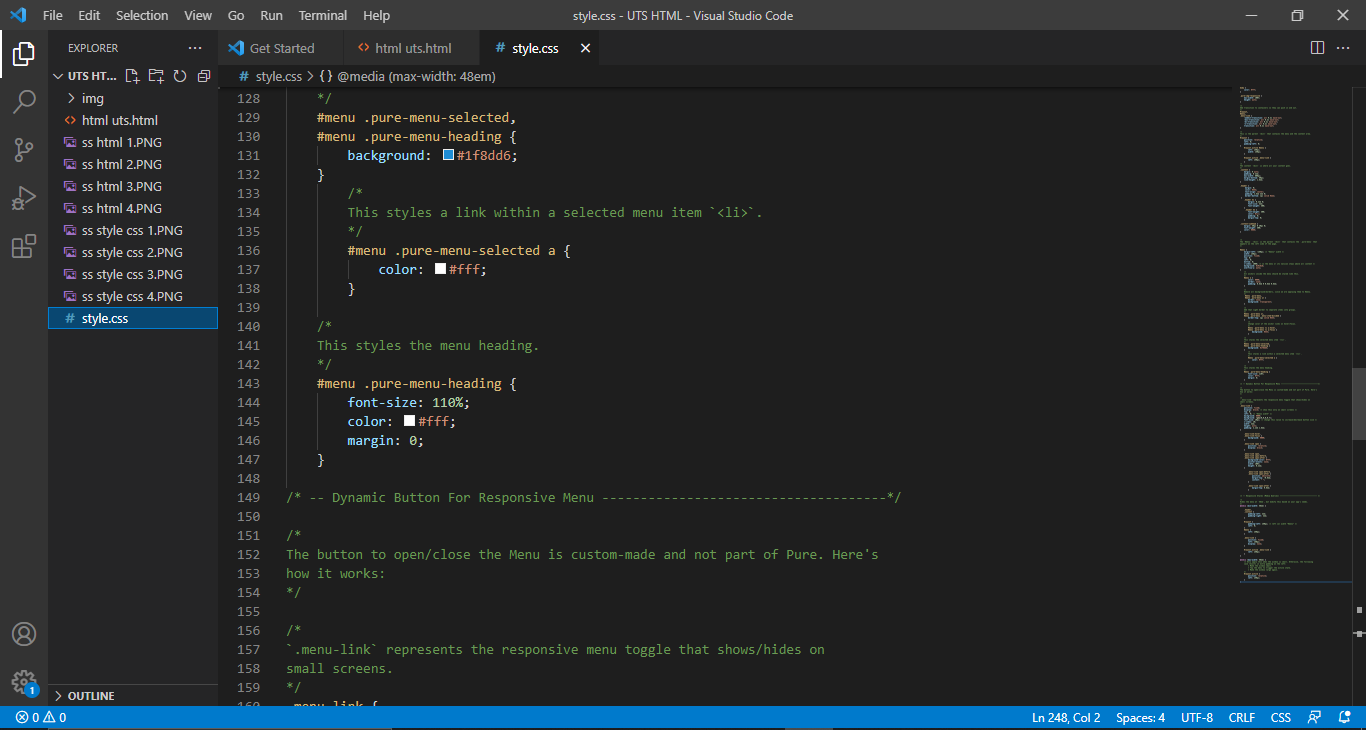 File Edit Selection View Go Run Terminal Help
style.css - UTS HTML - Visual Studio Code
EXPLORER
UTS HT...
img
html uts.html
ss html 1.PNG
ss html 2.PNG
ss html 3.PNG
ss html 4.PNG
ss style css 1.PNG
ss style css 2.PNG
ss style css 3.PNG
ss style css 4.PNG
# style.css
OUTLINE
Get Started
html uts.html
# style.css
# style.css > {} @media (max-width: 48em)
128 */
129 #menu .pure-menu-selected,
130 #menu .pure-menu-heading {
131 background: #1f8dd6;
132 }
133 /*
134 This styles a link within a selected menu item `<li>`.
135 */
136 #menu .pure-menu-selected a {
137 color: #fff;
138 }
139
140 /*
141 This styles the menu heading.
142 */
143 #menu .pure-menu-heading {
144 font-size: 110%;
145 color: #fff;
146 margin: 0;
147 }
148
149 /* -- Dynamic Button For Responsive Menu -------------------------------------*/
150
151 /*
152 The button to open/close the Menu is custom-made and not part of Pure. Here's
153 how it works:
154 */
155
156 /*
157 `.menu-link` represents the responsive menu toggle that shows/hides on
158 small screens.
159 */
160 .menu-link {
1
0 0
Ln 248, Col 2 Spaces: 4 UTF-8 CRLF CSS